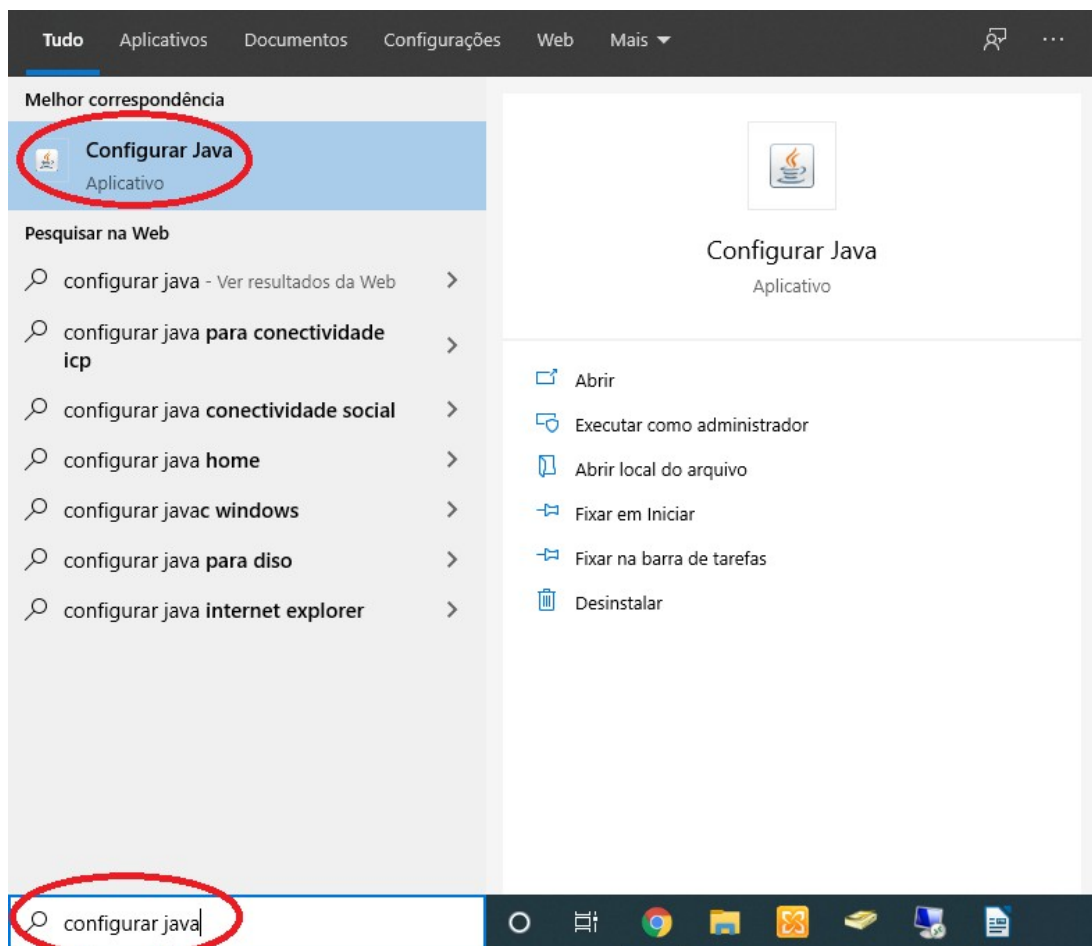 Tudo Aplicativos Documentos Configurações Web Mais
Melhor correspondência
Configurar Java
Aplicativo
Pesquisar na Web
configurar java - Ver resultados da Web
configurar java para conectividade
icp
configurar java conectividade social
configurar java home
configurar javac windows
configurar java para diso
configurar java internet explorer
Configurar Java
Aplicativo
Abrir
Executar como administrador
Abrir local do arquivo
Fixar em Iniciar
Fixar na barra de tarefas
Desinstalar
configurar java